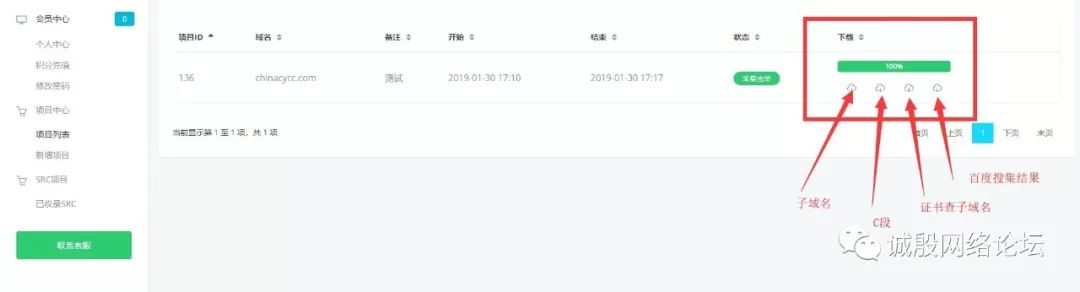 会员中心 0
个人中心
积分充值
修改密码
项目中心
项目列表
新增项目
SRC项目
已收录SRC
联系客服
项目ID 域名 备注 开始 结束 状态 下载
136 chinacycc.com 测试 2019-01-30 17:10 2019-01-30 17:17 采集完毕 100%
当前显示第 1 至 1 项，共 1 项
首页 上页 1 下页 末页
子域名
C段
证书查子域名
百度搜集结果
诚殷网络论坛